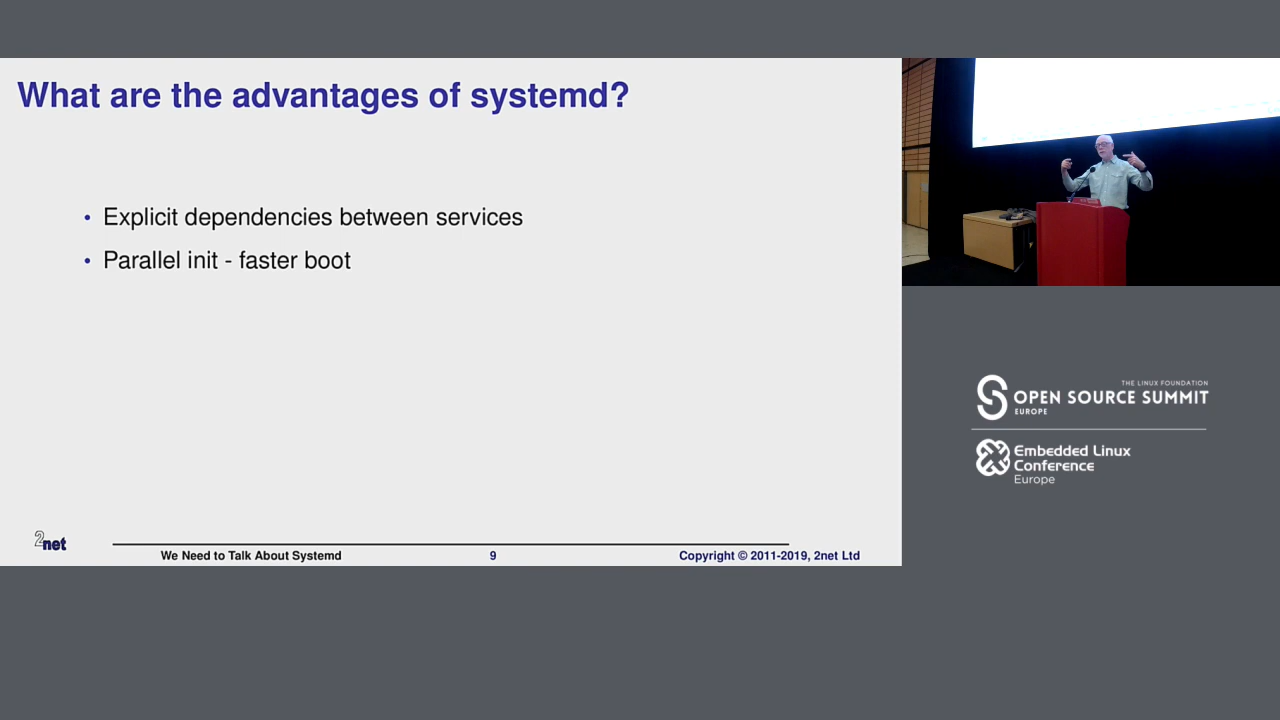 What are the advantages of systemd?
• Explicit dependencies between services
• Parallel init - faster boot
2net
We Need to Talk About Systemd
9
Copyright © 2011-2019, 2net Ltd
THE LINUX FOUNDATION
OPEN SOURCE SUMMIT
EUROPE
Embedded Linux
Conference
Europe